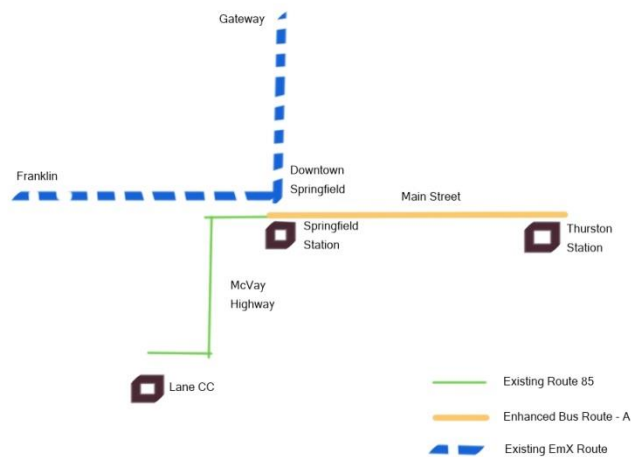 Gateway
Franklin
Downtown
Springfield
Main Street
Springfield
Station
Thurston
Station
McVay
Highway
Lane CC
Existing Route 85
Enhanced Bus Route - A
Existing EmX Route